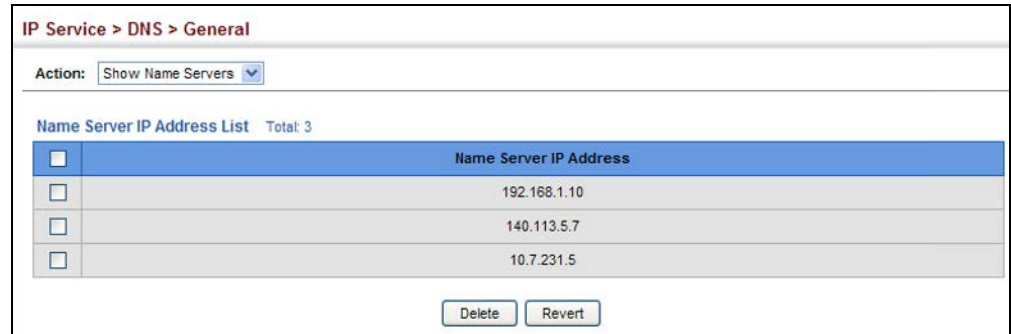 IP Service > DNS > General
Action: Show Name Servers
Name Server IP Address List Total: 3
Name Server IP Address
192.168.1.10
140.113.5.7
10.7.231.5
Delete Revert